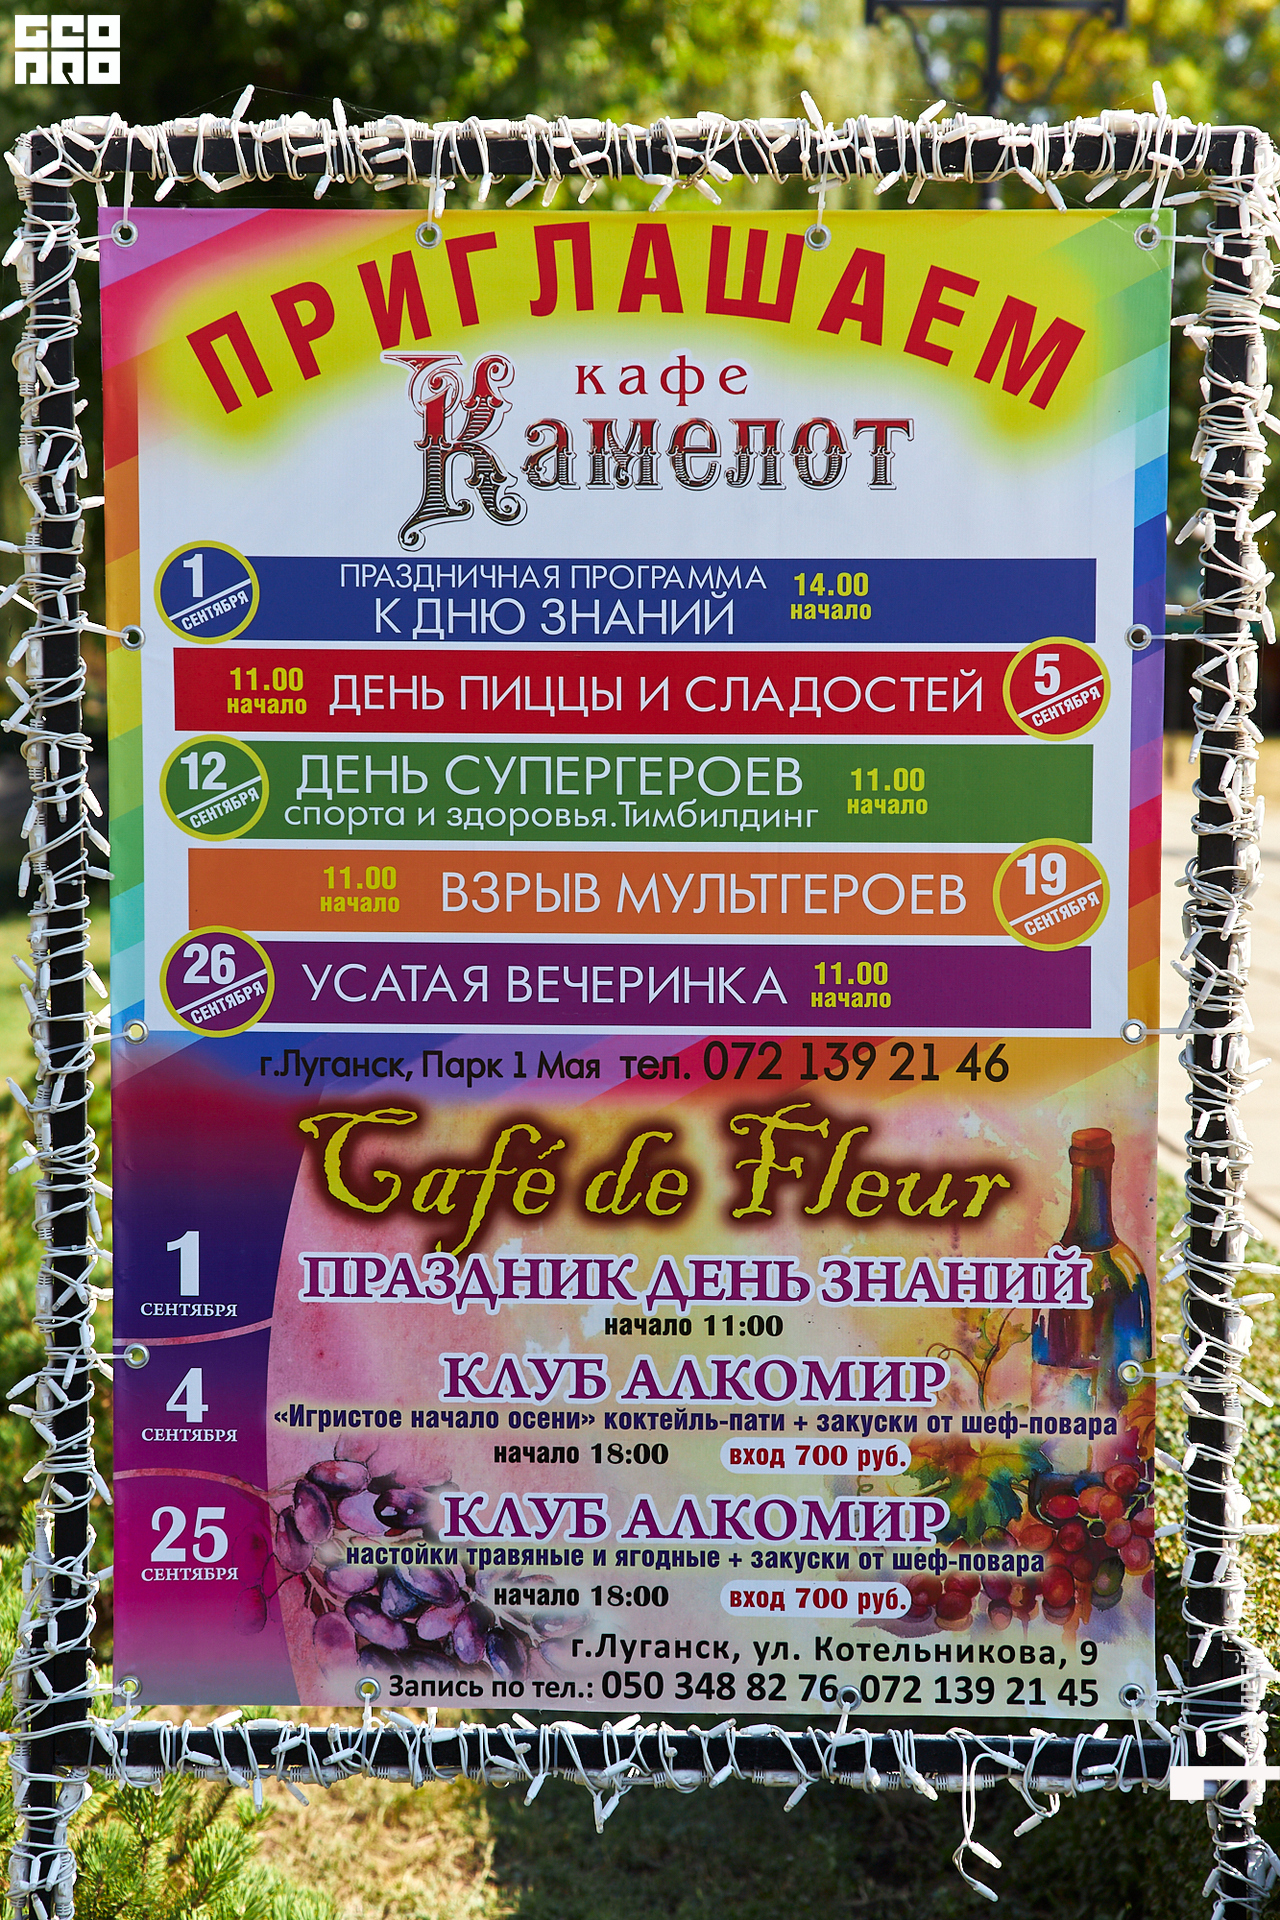 GEO
PRO
ПРИГЛАШАЕМ
кафе
Камелот
1 СЕНТЯБРЯ
ПРАЗДНИЧНАЯ ПРОГРАММА
К ДНЮ ЗНАНИЙ
14.00
начало
11.00
начало
ДЕНЬ ПИЦЦЫ И СЛАДОСТЕЙ
5 СЕНТЯБРЯ
12 СЕНТЯБРЯ
ДЕНЬ СУПЕРГЕРОЕВ
спорта и здоровья.Тимбилдинг
11.00
начало
11.00
начало
ВЗРЫВ МУЛЬТГЕРОЕВ
19 СЕНТЯБРЯ
26 СЕНТЯБРЯ
УСАТАЯ ВЕЧЕРИНКА
11.00
начало
г.Луганск, Парк 1 Мая тел. 072 139 21 46
Café de Fleur
1
СЕНТЯБРЯ
ПРАЗДНИК ДЕНЬ ЗНАНИЙ
начало 11:00
4
СЕНТЯБРЯ
КЛУБ АЛКОМИР
«Игристое начало осени» коктейль-пати + закуски от шеф-повара
начало 18:00 вход 700 руб.
25
СЕНТЯБРЯ
КЛУБ АЛКОМИР
настойки травяные и ягодные + закуски от шеф-повара
начало 18:00 вход 700 руб.
г.Луганск, ул. Котельникова, 9
Запись по тел.: 050 348 82 76, 072 139 21 45